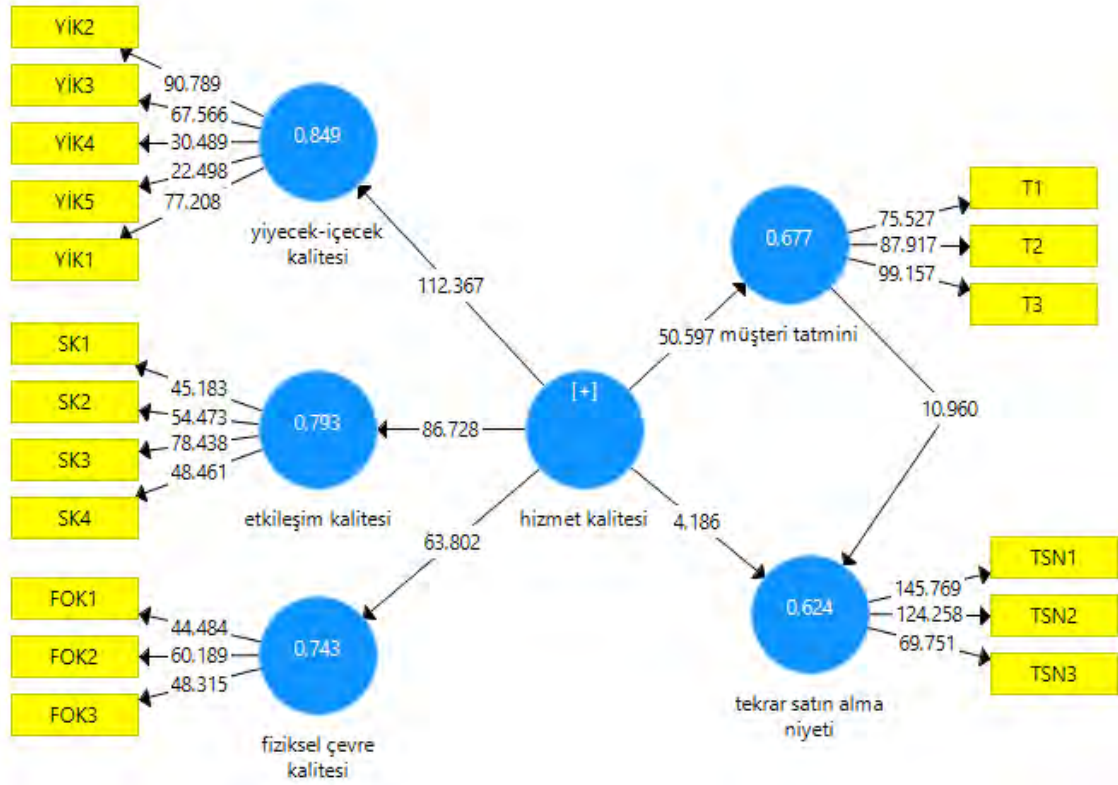 YİK2
YİK3
YİK4
YİK5
YİK1
90.789
67.566
30.489
22.498
77.208
0.849
yiyecek-içecek
kalitesi
112.367
SK1
SK2
SK3
SK4
45.183
54.473
78.438
48.461
0.793
etkileşim kalitesi
86.728
FOK1
FOK2
FOK3
44.484
60.189
48.315
0.743
fiziksel çevre
kalitesi
63.802
[+]
hizmet kalitesi
50.597
0.677
müşteri tatmini
75.527
87.917
99.157
T1
T2
T3
10.960
4.186
0.624
tekrar satın alma
niyeti
145.769
124.258
69.751
TSN1
TSN2
TSN3